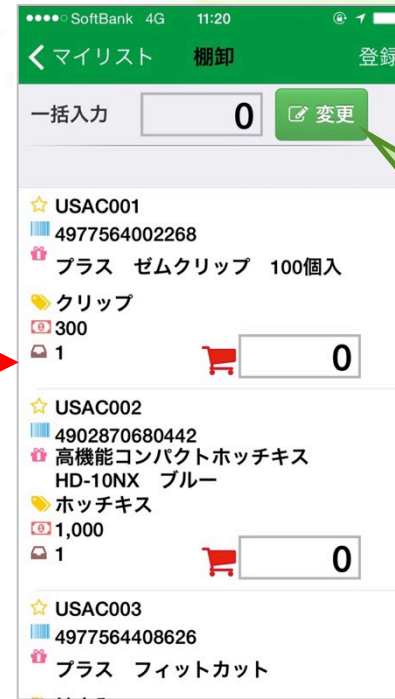 SoftBank 4G 11:20
マイリスト 棚卸 登録
一括入力 0 変更
USAC001
4977564002268
プラス ゼムクリップ 100個入
クリップ
300
1 0
USAC002
4902870680442
高機能コンパクトホッチキス
HD-10NX ブルー
ホッチキス
1,000
1 0
USAC003
4977564408626
プラス フィットカット